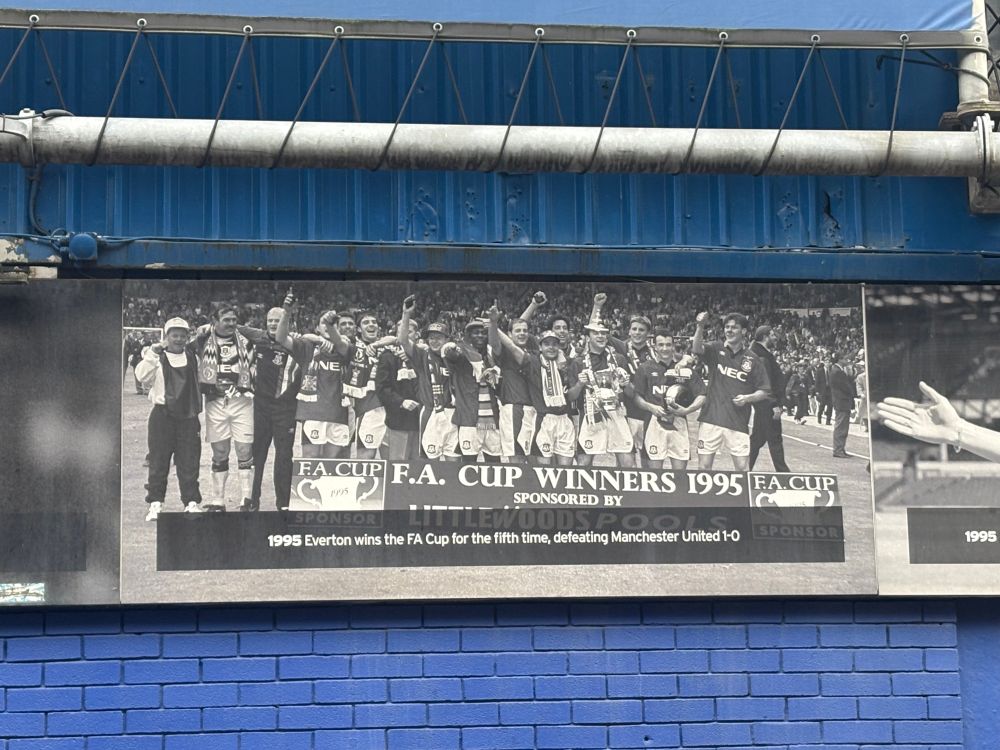 NEC
NEC
F.A. CUP
1995
SPONSOR
F.A. CUP WINNERS 1995
SPONSORED BY
LITTLEWOODS POOLS
F.A. CUP
SPONSOR
1995 Everton wins the FA Cup for the fifth time, defeating Manchester United 1-0
1995